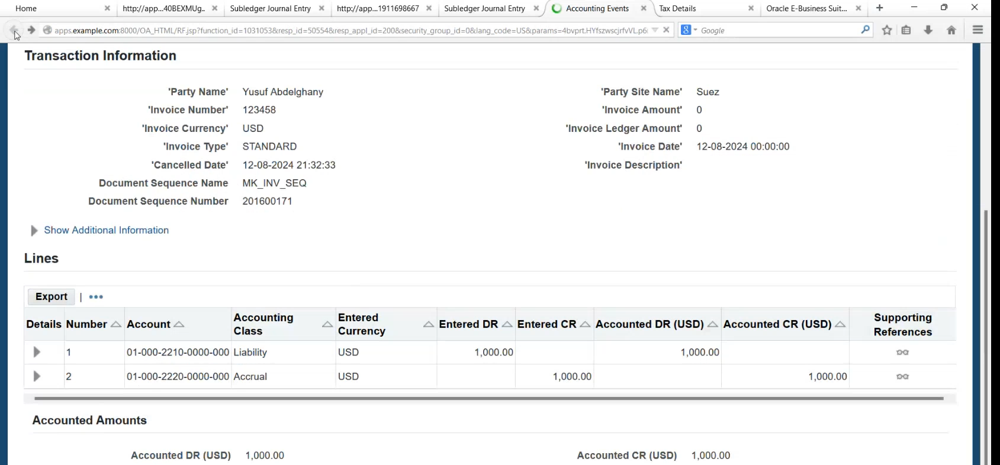 Home
http://app...40BEXMUg..
Subledger Journal Entry
http://app...1911698667
Subledger Journal Entry
Accounting Events
Tax Details
Oracle E-Business Suit...
apps.example.com:8000/OA_HTML/RF.jsp?function_id=1031053&resp_id=50554&resp_appl_id=200&security_group_id=0&lang_code=US&params=4bvprt.HYfszwscjrfvVL.p6i
Google
Transaction Information
'Party Name' Yusuf Abdelghany 'Party Site Name' Suez
'Invoice Number' 123458 'Invoice Amount' 0
'Invoice Currency' USD 'Invoice Ledger Amount' 0
'Invoice Type' STANDARD 'Invoice Date' 12-08-2024 00:00:00
'Cancelled Date' 12-08-2024 21:32:33 'Invoice Description'
Document Sequence Name MK_INV_SEQ
Document Sequence Number 201600171
Show Additional Information
Lines
Export | •••
Details Number Account Accounting Class Entered Currency Entered DR Entered CR Accounted DR (USD) Accounted CR (USD) Supporting References
1 01-000-2210-0000-000 Liability USD 1,000.00 1,000.00
2 01-000-2220-0000-000 Accrual USD 1,000.00 1,000.00
Accounted Amounts
Accounted DR (USD) 1,000.00 Accounted CR (USD) 1,000.00